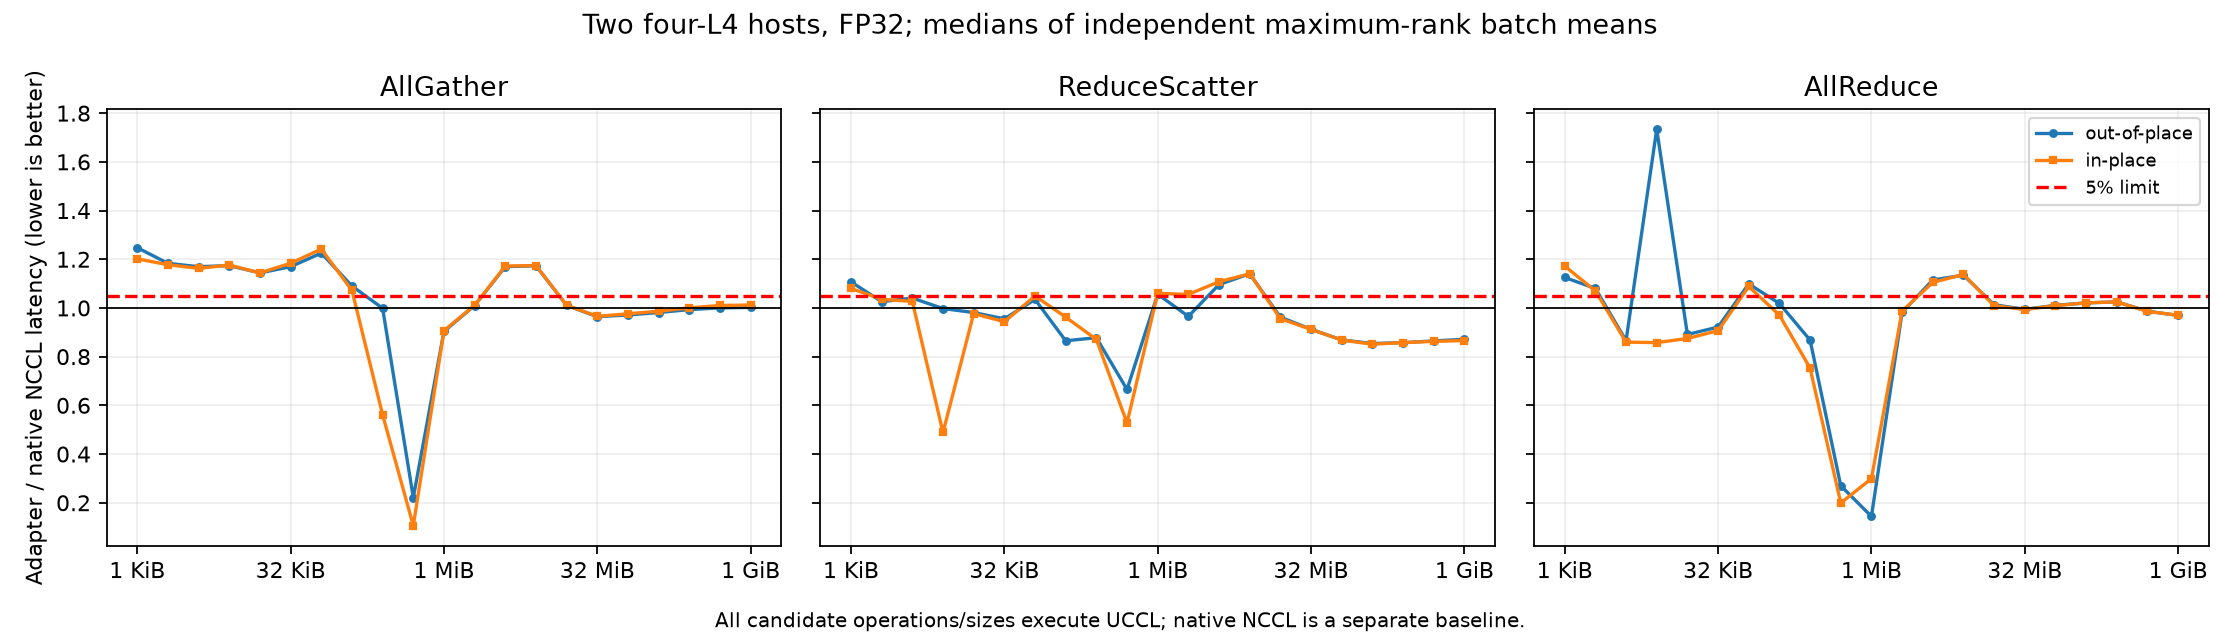 Two four-L4 hosts, FP32; medians of independent maximum-rank batch means
AllGather
ReduceScatter
AllReduce
Adapter / native NCCL latency (lower is better)
1.8
1.6
1.4
1.2
1.0
0.8
0.6
0.4
0.2
out-of-place
in-place
5% limit
1 KiB 32 KiB 1 MiB 32 MiB 1 GiB
1 KiB 32 KiB 1 MiB 32 MiB 1 GiB
1 KiB 32 KiB 1 MiB 32 MiB 1 GiB
All candidate operations/sizes execute UCCL; native NCCL is a separate baseline.